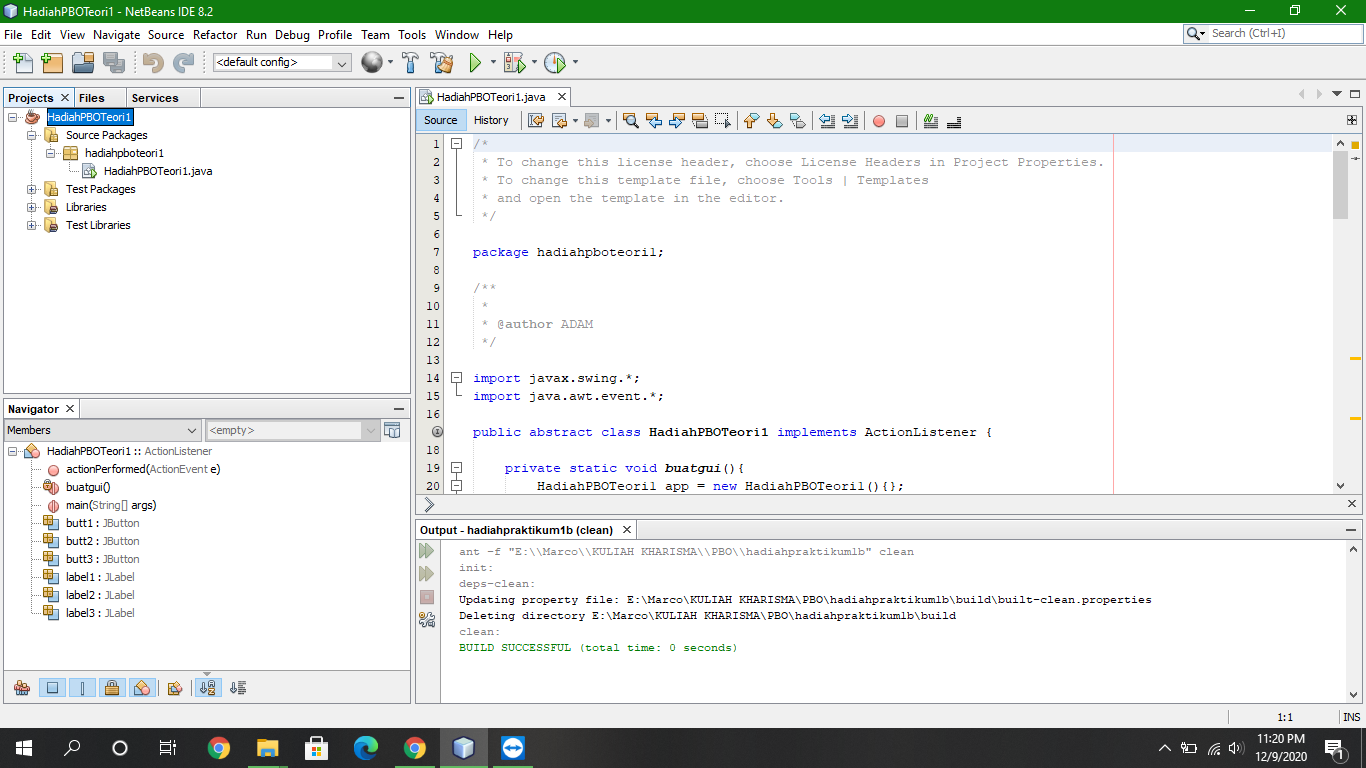 HadiahPBOTeori1 - NetBeans IDE 8.2
File Edit View Navigate Source Refactor Run Debug Profile Team Tools Window Help
Search (Ctrl+I)
<default config>
Projects Files Services
HadiahPBOTeori1
Source Packages
hadiahpboteori1
HadiahPBOTeori1.java
Test Packages
Libraries
Test Libraries
Navigator
Members
<empty>
HadiahPBOTeori1 :: ActionListener
actionPerformed(ActionEvent e)
buatgui()
main(String[] args)
butt1 : JButton
butt2 : JButton
butt3 : JButton
label1 : JLabel
label2 : JLabel
label3 : JLabel
HadiahPBOTeori1.java
Source History
1 /*
2 * To change this license header, choose License Headers in Project Properties.
3 * To change this template file, choose Tools | Templates
4 * and open the template in the editor.
5 */
6
7 package hadiahpboteori1;
8
9 /**
10 *
11 * @author ADAM
12 */
13
14 import javax.swing.*;
15 import java.awt.event.*;
16
public abstract class HadiahPBOTeori1 implements ActionListener {
18
19 private static void buatgui(){
20 HadiahPBOTeori1 app = new HadiahPBOTeori1(){};
Output - hadiahpraktikum1b (clean)
ant -f "E:\\Marco\\KULIAH KHARISMA\\PBO\\hadiahpraktikum1b" clean
init:
deps-clean:
Updating property file: E:\Marco\KULIAH KHARISMA\PBO\hadiahpraktikum1b\build\built-clean.properties
Deleting directory E:\Marco\KULIAH KHARISMA\PBO\hadiahpraktikum1b\build
clean:
BUILD SUCCESSFUL (total time: 0 seconds)
1:1 INS
11:20 PM
12/9/2020
1